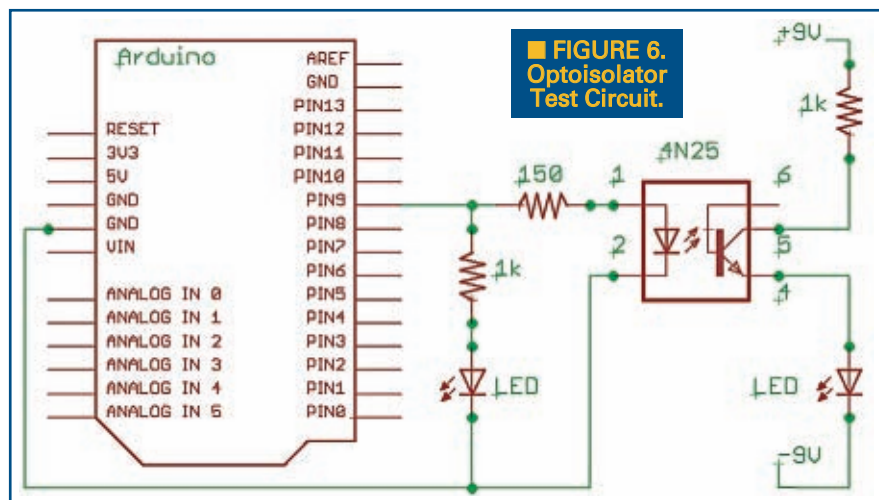 Arduino
AREF
GND
PIN13
PIN12
PIN11
PIN10
PIN9
PIN8
PIN7
PIN6
PIN5
PIN4
PIN3
PIN2
PIN1
PIN0
RESET
3V3
5V
GND
GND
VIN
ANALOG IN 0
ANALOG IN 1
ANALOG IN 2
ANALOG IN 3
ANALOG IN 4
ANALOG IN 5
■ FIGURE 6.
Optoisolator
Test Circuit.
150
1k
LED
4N25
1
2
6
5
4
+9V
1k
LED
-9V